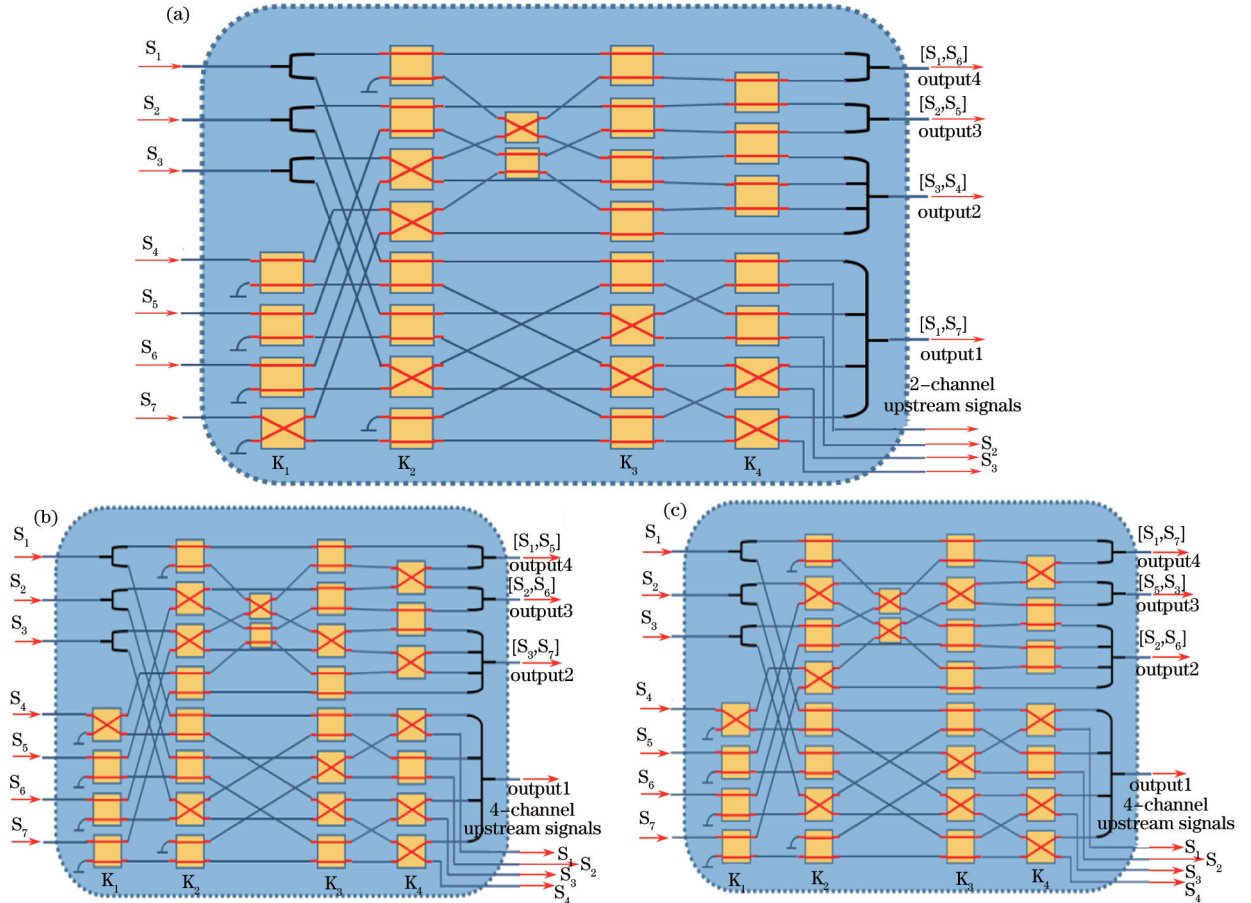 (a)
S₁
S₂
S₃
S₄
S₅
S₆
S₇
K₁
K₂
K₃
K₄
[S₁,S₆]
output4
[S₂,S₅]
output3
[S₃,S₄]
output2
[S₁,S₇]
output1
2-channel
upstream signals
S₂
S₃
(b)
S₁
S₂
S₃
S₄
S₅
S₆
S₇
K₁
K₂
K₃
K₄
[S₁,S₅]
output4
[S₂,S₆]
output3
[S₃,S₇]
output2
output1
4-channel
upstream signals
S₁
S₂
S₃
S₄
(c)
S₁
S₂
S₃
S₄
S₅
S₆
S₇
K₁
K₂
K₃
K₄
[S₁,S₇]
output4
[S₅,S₃]
output3
[S₂,S₆]
output2
output1
4-channel
upstream signals
S₁
S₂
S₃
S₄